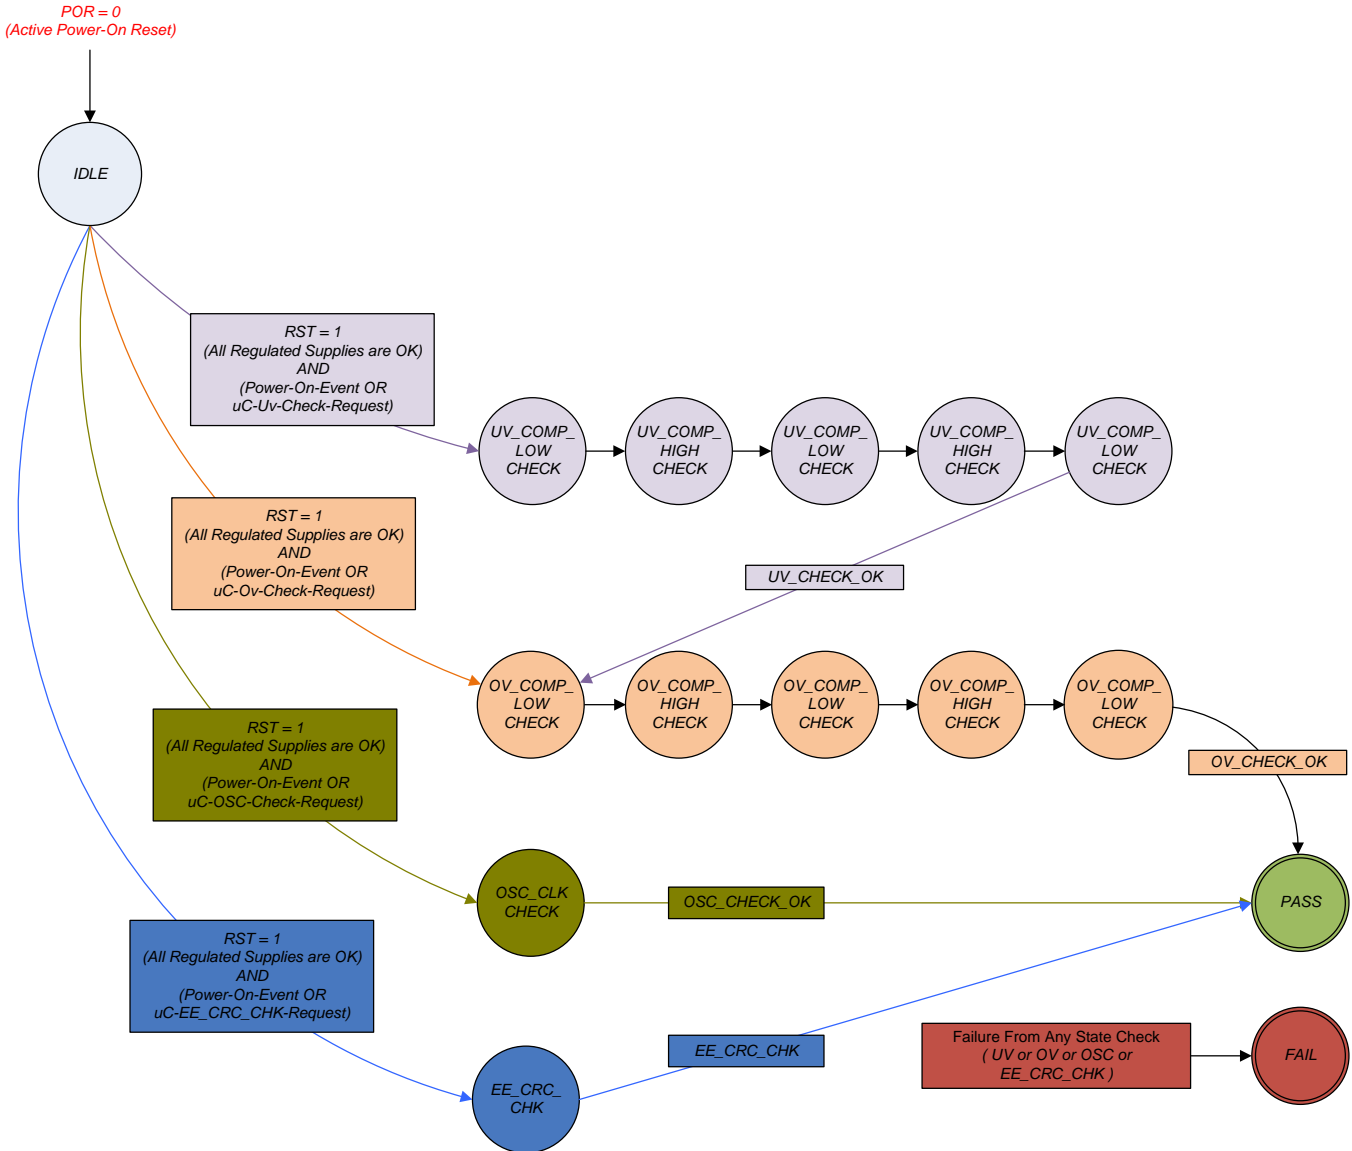 POR = 0
(Active Power-On Reset)
IDLE
RST = 1
(All Regulated Supplies are OK)
AND
(Power-On-Event OR
uC-Uv-Check-Request)
UV_COMP_
LOW
CHECK
UV_COMP_
HIGH
CHECK
UV_COMP_
LOW
CHECK
UV_COMP_
HIGH
CHECK
UV_COMP_
LOW
CHECK
RST = 1
(All Regulated Supplies are OK)
AND
(Power-On-Event OR
uC-Ov-Check-Request)
UV_CHECK_OK
OV_COMP_
LOW
CHECK
OV_COMP_
HIGH
CHECK
OV_COMP_
LOW
CHECK
OV_COMP_
HIGH
CHECK
OV_COMP_
LOW
CHECK
OV_CHECK_OK
RST = 1
(All Regulated Supplies are OK)
AND
(Power-On-Event OR
uC-OSC-Check-Request)
OSC_CLK
CHECK
OSC_CHECK_OK
PASS
RST = 1
(All Regulated Supplies are OK)
AND
(Power-On-Event OR
uC-EE_CRC_CHK-Request)
EE_CRC_
CHK
EE_CRC_CHK
Failure From Any State Check
( UV or OV or OSC or
EE_CRC_CHK )
FAIL